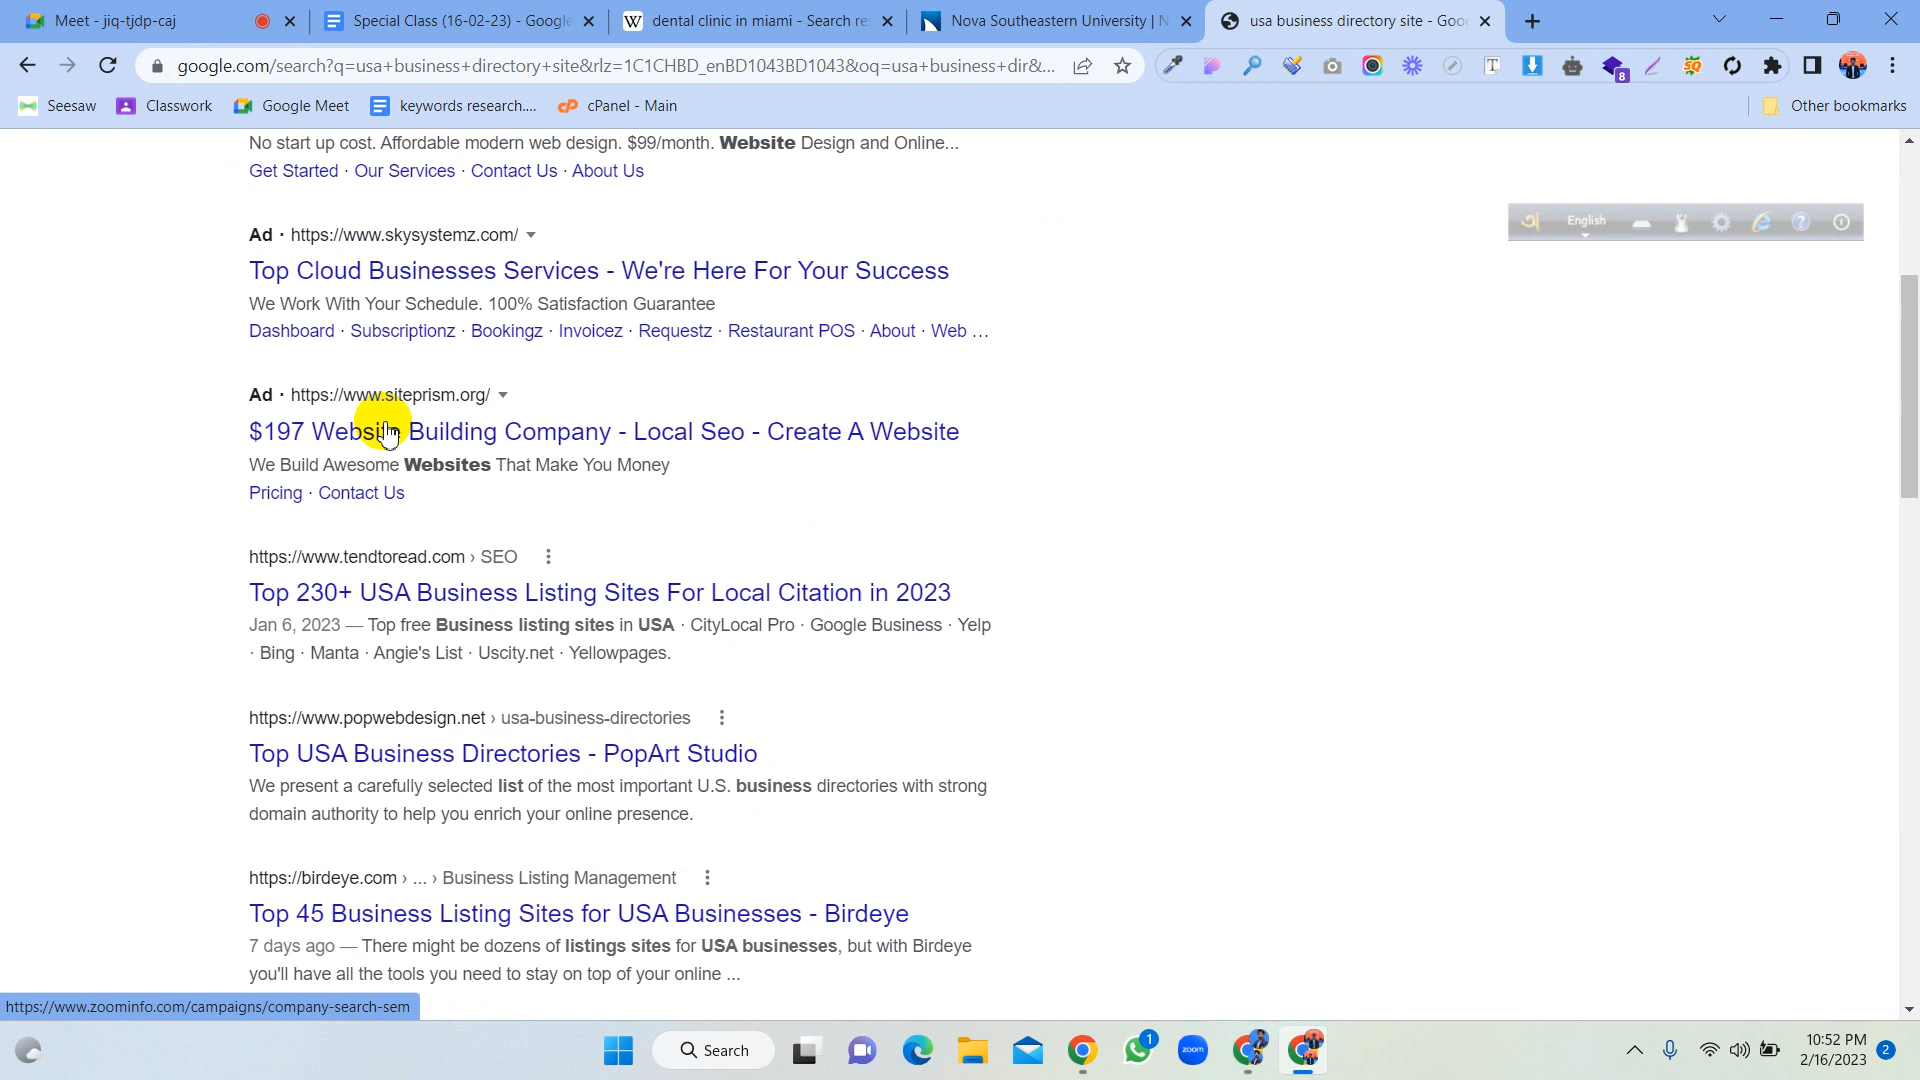 Meet - jiq-tjdp-caj
Special Class (16-02-23) - Google
dental clinic in miami - Search re
Nova Southeastern University | N
usa business directory site - Goo
google.com/search?q=usa+business+directory+site&rlz=1C1CHBD_enBD1043BD1043&oq=usa+business+dir&...
8
Seesaw
Classwork
Google Meet
keywords research....
cPanel - Main
Other bookmarks
No start up cost. Affordable modern web design. $99/month. Website Design and Online...
Get Started · Our Services · Contact Us · About Us
English
Ad · https://www.skysystemz.com/
Top Cloud Businesses Services - We're Here For Your Success
We Work With Your Schedule. 100% Satisfaction Guarantee
Dashboard · Subscriptionz · Bookingz · Invoicez · Requestz · Restaurant POS · About · Web ...
Ad · https://www.siteprism.org/
$197 Website Building Company - Local Seo - Create A Website
We Build Awesome Websites That Make You Money
Pricing · Contact Us
https://www.tendtoread.com › SEO
Top 230+ USA Business Listing Sites For Local Citation in 2023
Jan 6, 2023 — Top free Business listing sites in USA · CityLocal Pro · Google Business · Yelp
· Bing · Manta · Angie's List · Uscity.net · Yellowpages.
https://www.popwebdesign.net › usa-business-directories
Top USA Business Directories - PopArt Studio
We present a carefully selected list of the most important U.S. business directories with strong
domain authority to help you enrich your online presence.
https://birdeye.com › ... › Business Listing Management
Top 45 Business Listing Sites for USA Businesses - Birdeye
7 days ago — There might be dozens of listings sites for USA businesses, but with Birdeye
you'll have all the tools you need to stay on top of your online ...
https://www.zoominfo.com/campaigns/company-search-sem
Search
1
zoom
10:52 PM
2/16/2023
2